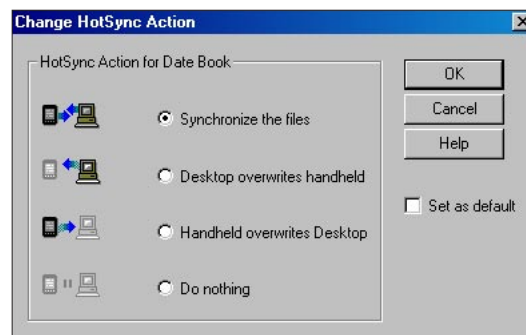 Change HotSync Action
HotSync Action for Date Book
Synchronize the files
Desktop overwrites handheld
Handheld overwrites Desktop
Do nothing
OK
Cancel
Help
Set as default